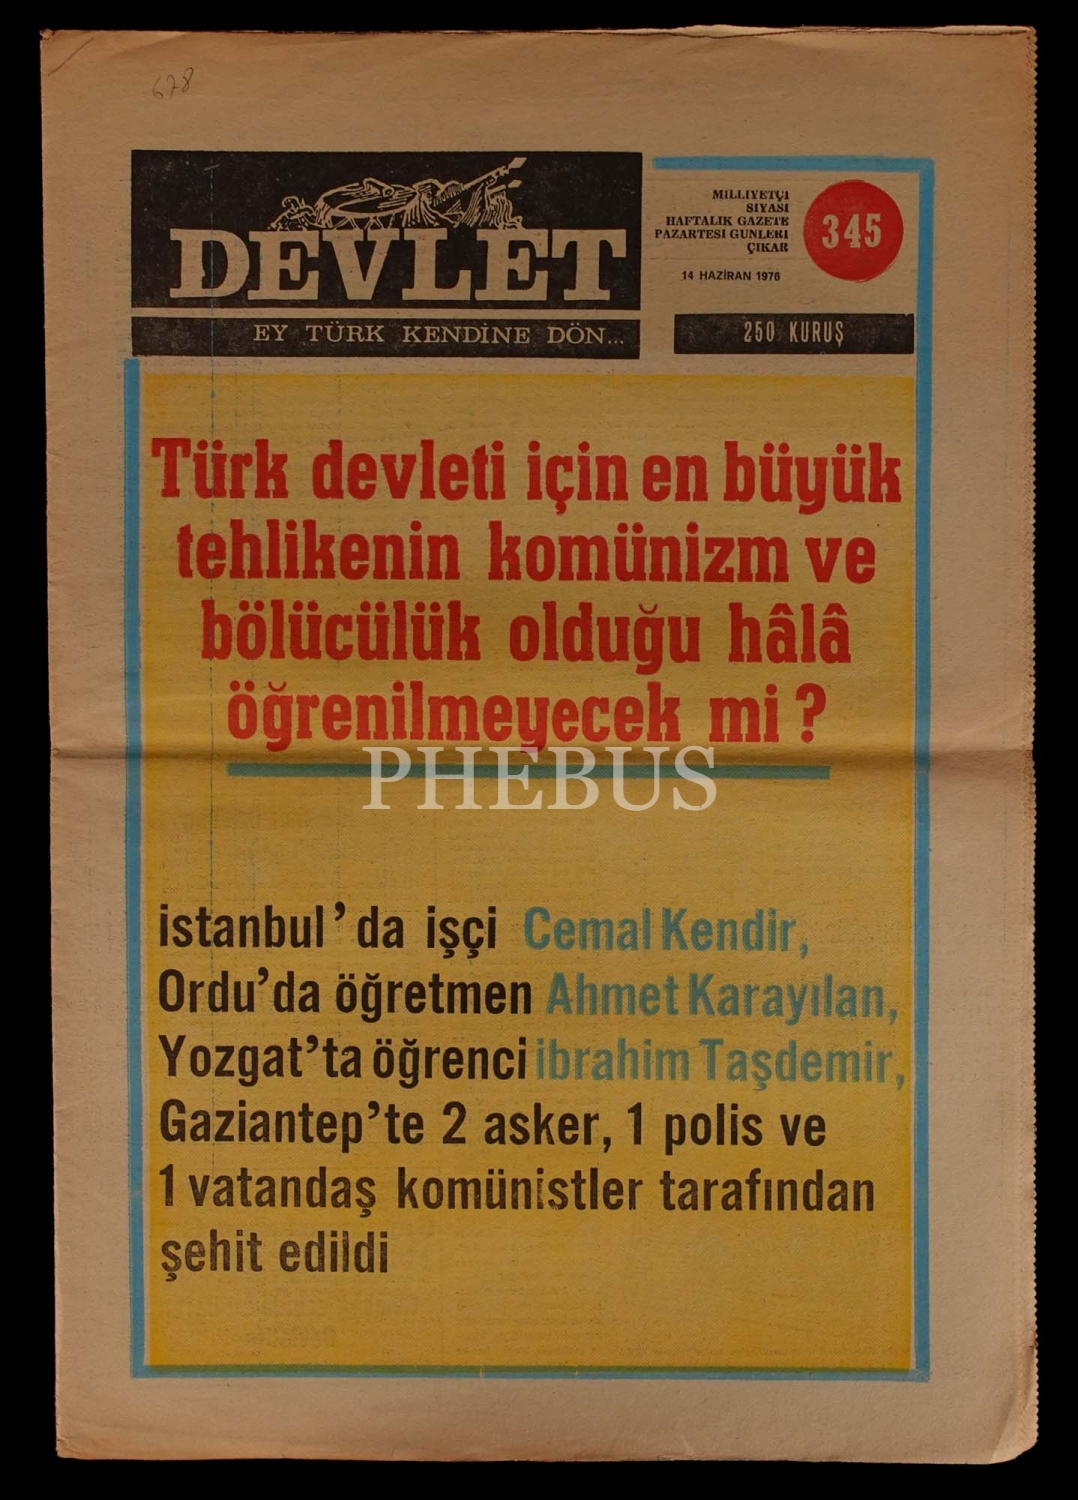 678
DEVLET
EY TÜRK KENDİNE DÖN...
MİLLİYETÇİ
SİYASİ
HAFTALIK GAZETE
PAZARTESİ GÜNLERİ
ÇIKAR
14 HAZİRAN 1976
345
250 KURUŞ
Türk devleti için en büyük
tehlikenin komünizm ve
bölücülük olduğu hâlâ
öğrenilmeyecek mi ?
PHEBUS
istanbul'da işçi Cemal Kendir,
Ordu'da öğretmen Ahmet Karayılan,
Yozgat'ta öğrenci ibrahim Taşdemir,
Gaziantep'te 2 asker, 1 polis ve
1 vatandaş komünistler tarafından
şehit edildi